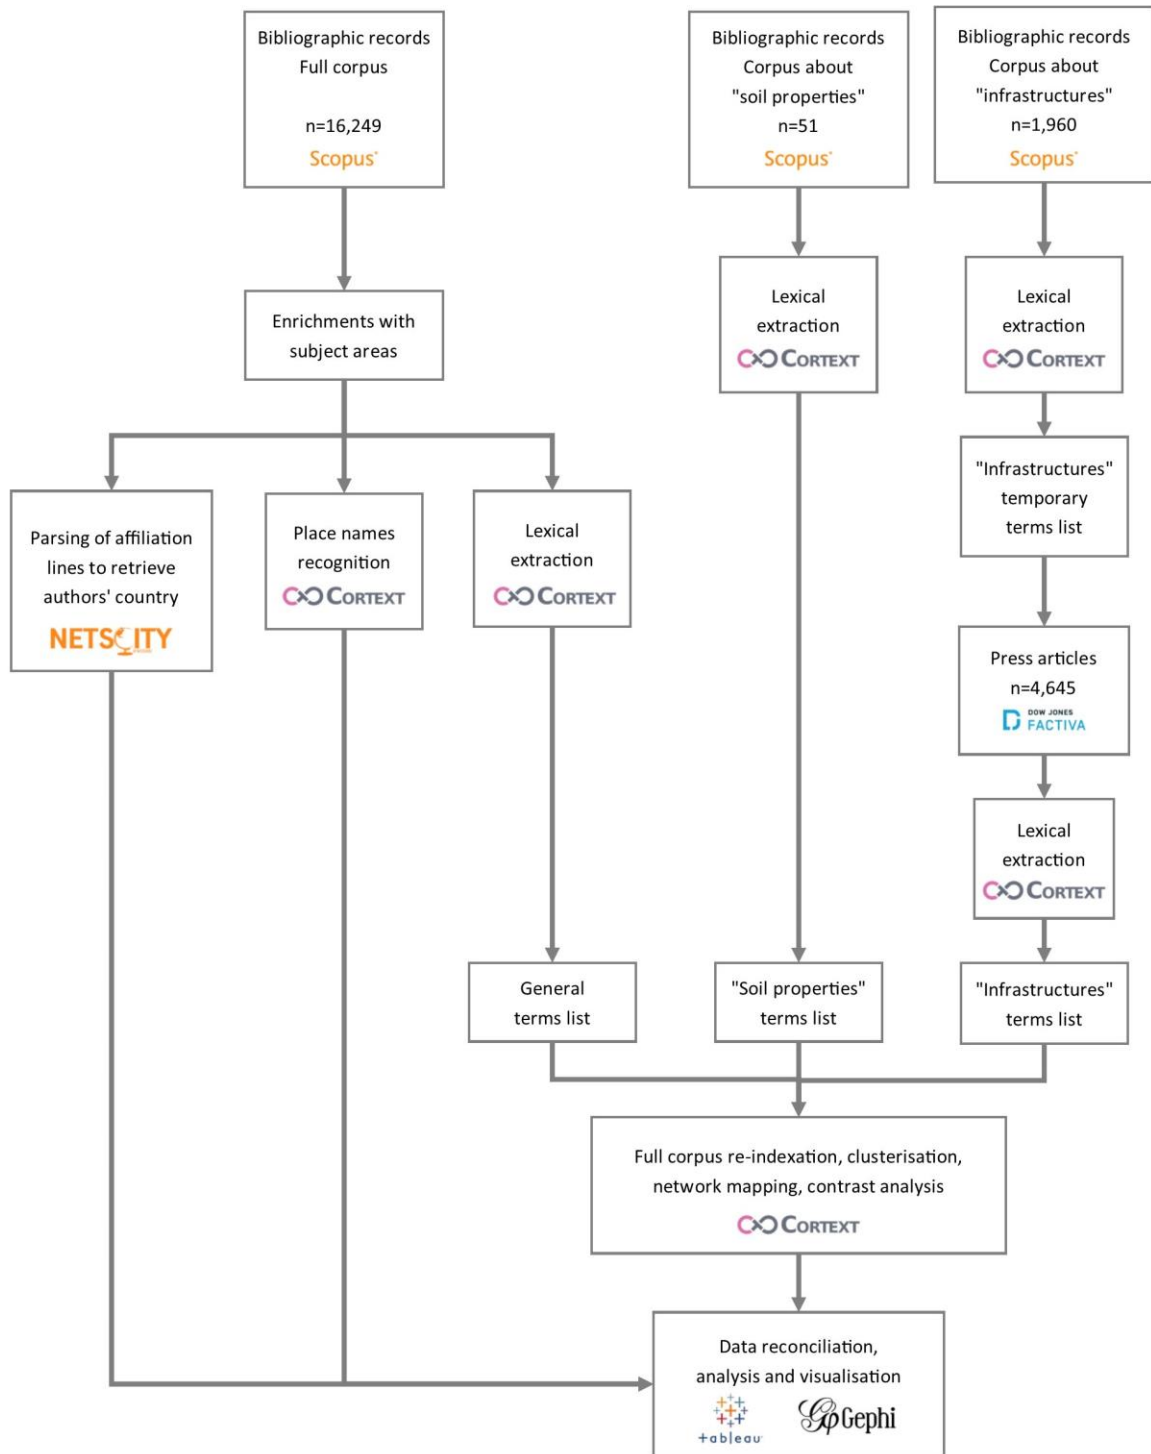 Bibliographic records
Full corpus
n=16,249
Scopus
Bibliographic records
Corpus about
"soil properties"
n=51
Scopus
Bibliographic records
Corpus about
"infrastructures"
n=1,960
Scopus
Enrichments with
subject areas
Lexical
extraction
CORTEXT
Lexical
extraction
CORTEXT
Parsing of affiliation
lines to retrieve
authors' country
NETSCITY
Place names
recognition
CORTEXT
Lexical
extraction
CORTEXT
"Infrastructures"
temporary
terms list
Press articles
n=4,645
DOW JONES
FACTIVA
Lexical
extraction
CORTEXT
General
terms list
"Soil properties"
terms list
"Infrastructures"
terms list
Full corpus re-indexation, clusterisation,
network mapping, contrast analysis
CORTEXT
Data reconciliation,
analysis and visualisation
+ableau
Gephi